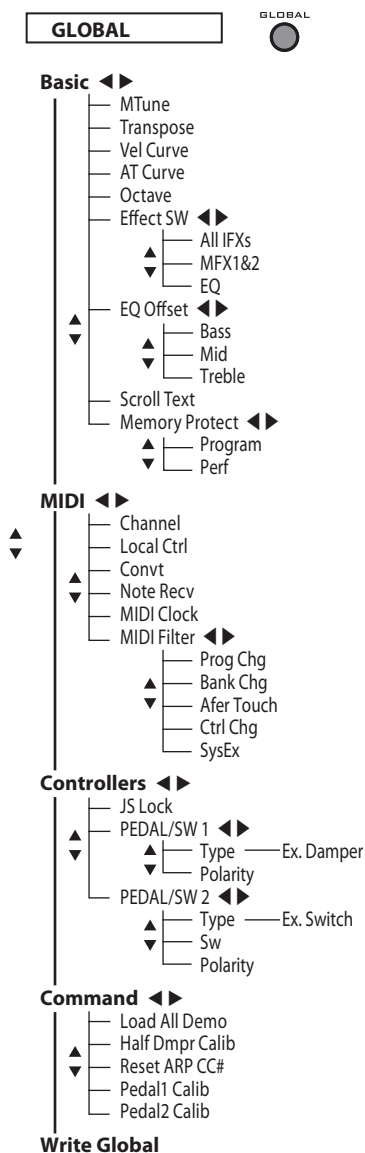 GLOBAL
GLOBAL
Basic
MTune
Transpose
Vel Curve
AT Curve
Octave
Effect SW
All IFXs
MFX1&2
EQ
EQ Offset
Bass
Mid
Treble
Scroll Text
Memory Protect
Program
Perf
MIDI
Channel
Local Ctrl
Convt
Note Recv
MIDI Clock
MIDI Filter
Prog Chg
Bank Chg
Afer Touch
Ctrl Chg
SysEx
Controllers
JS Lock
PEDAL/SW 1
Type Ex. Damper
Polarity
PEDAL/SW 2
Type Ex. Switch
Sw
Polarity
Command
Load All Demo
Half Dmpr Calib
Reset ARP CC#
Pedal1 Calib
Pedal2 Calib
Write Global